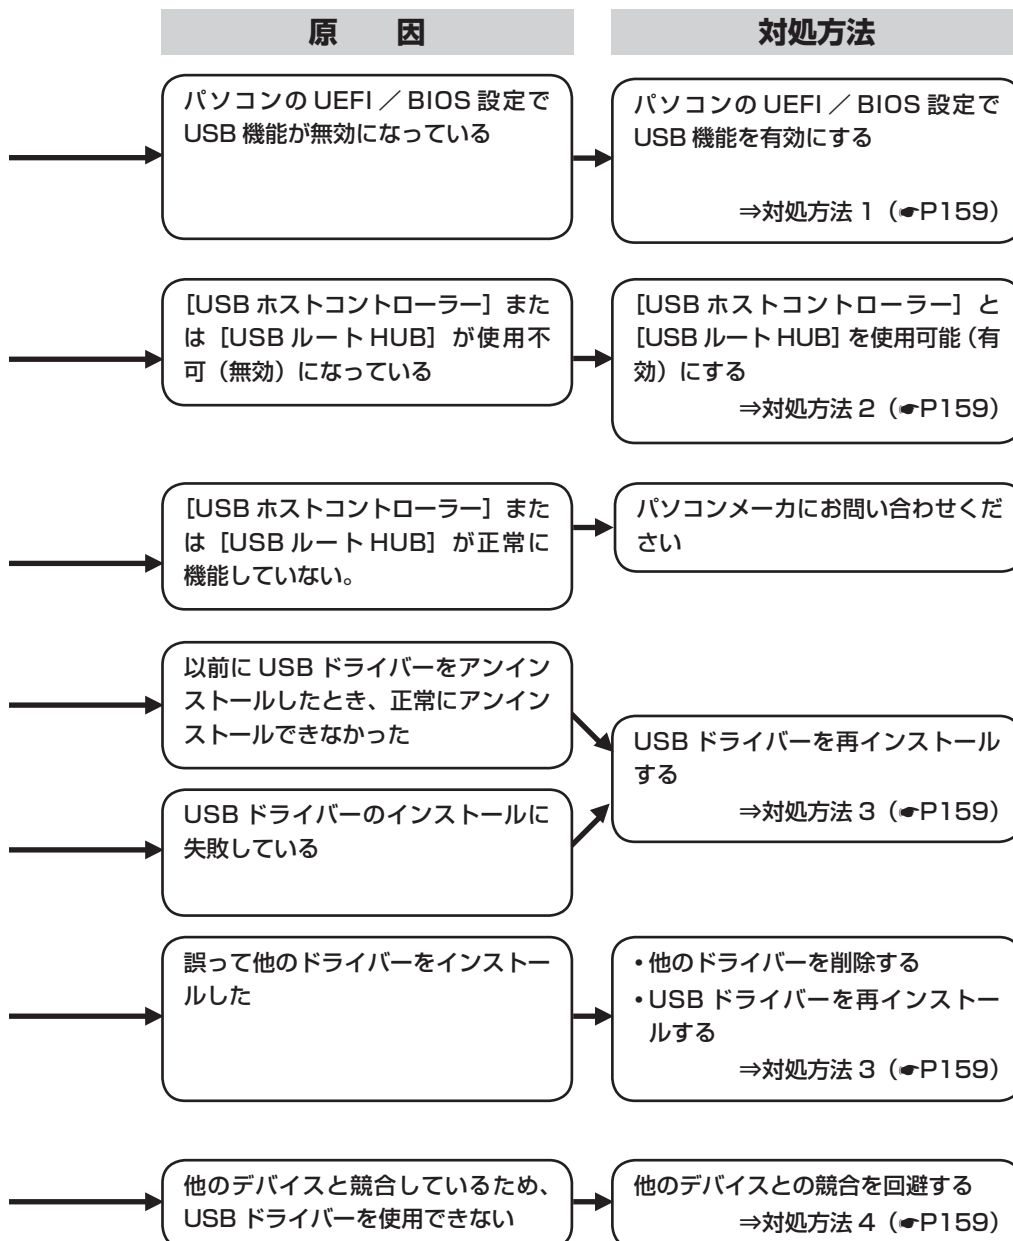 原　因
対処方法
パソコンの UEFI ／ BIOS 設定で
USB 機能が無効になっている
パソコンの UEFI ／ BIOS 設定で
USB 機能を有効にする
⇒対処方法 1（☛P159）
［USB ホストコントローラー］また
は［USB ルート HUB］が使用不
可（無効）になっている
［USB ホストコントローラー］と
［USB ルート HUB］を使用可能（有
効）にする
⇒対処方法 2（☛P159）
［USB ホストコントローラー］また
は［USB ルート HUB］が正常に
機能していない。
パソコンメーカにお問い合わせくだ
さい
以前に USB ドライバーをアンイン
ストールしたとき、正常にアンイン
ストールできなかった
USB ドライバーのインストールに
失敗している
USB ドライバーを再インストール
する
⇒対処方法 3（☛P159）
誤って他のドライバーをインストー
ルした
・他のドライバーを削除する
・USB ドライバーを再インストー
ルする
⇒対処方法 3（☛P159）
他のデバイスと競合しているため、
USB ドライバーを使用できない
他のデバイスとの競合を回避する
⇒対処方法 4（☛P159）